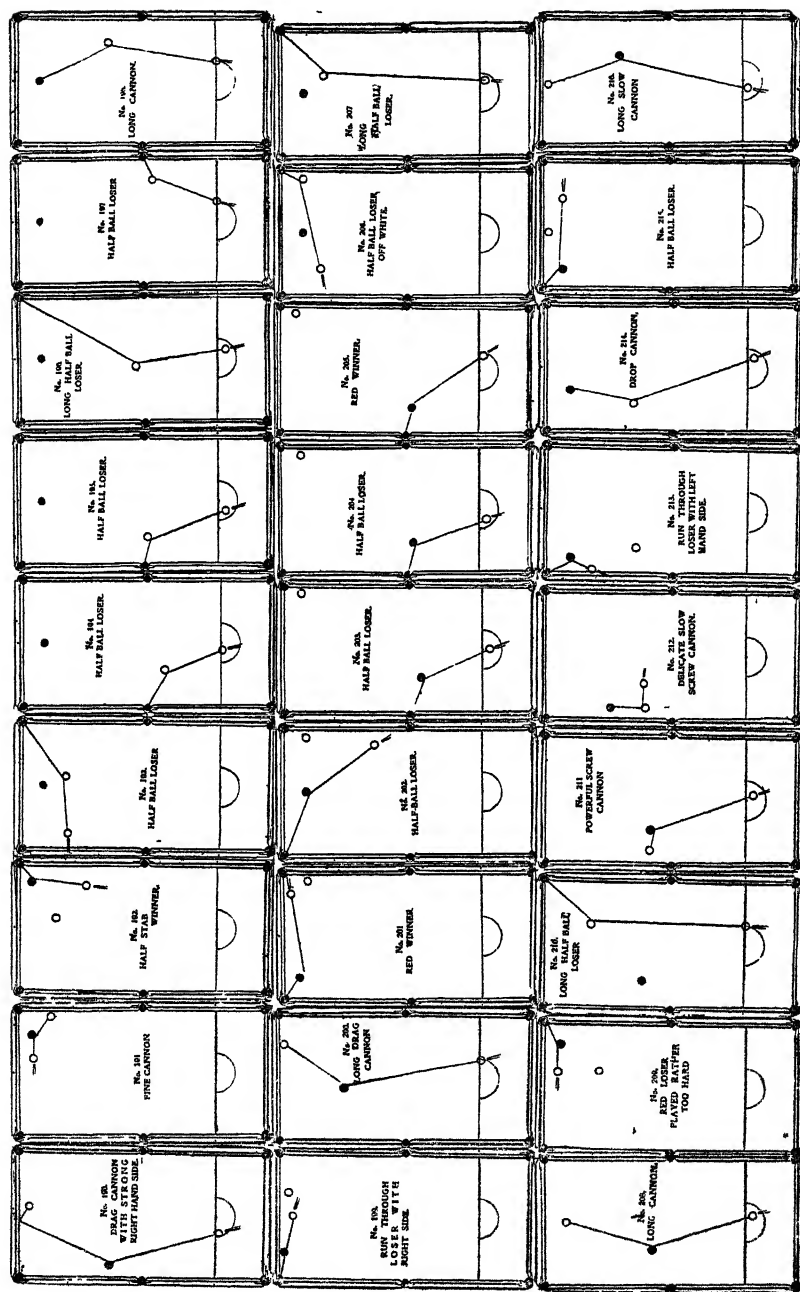 No. 190.
DRAG CANNON
WITH STRONG
RIGHT HAND SIDE.
No. 191
FINE CANNON
No. 192.
HALF STAB
WINNER.
No. 193.
HALF BALL LOSER
No. 194.
HALF BALL LOSER.
No. 195.
HALF BALL LOSER.
No. 196.
LONG HALF BALL
LOSER.
No. 197
HALF BALL LOSER
No. 198.
LONG CANNON.
No. 199.
RUN THROUGH
LOSER WITH
RIGHT SIDE.
No. 200.
LONG DRAG
CANNON
No. 201
RED WINNER.
No. 202.
HALF-BALL LOSER.
No. 203.
HALF BALL LOSER.
No. 204
HALF BALL LOSER.
No. 205.
RED WINNER.
No. 206.
HALF BALL LOSER
OFF WHITE.
No. 207
LONG HALF BALL
LOSER.
No. 208.
LONG CANNON.
No. 209.
RED LOSER
PLAYED RATHER
TOO HARD
No. 210.
LONG HALF BALL
LOSER
No. 211
POWERFUL SCREW
CANNON
No. 212.
DELICATE SLOW
SCREW CANNON.
No. 213.
RUN THROUGH
LOSER WITH LEFT
HAND SIDE.
No. 214.
DROP CANNON.
No. 215.
HALF BALL LOSER.
No. 216.
LONG SLOW
CANNON